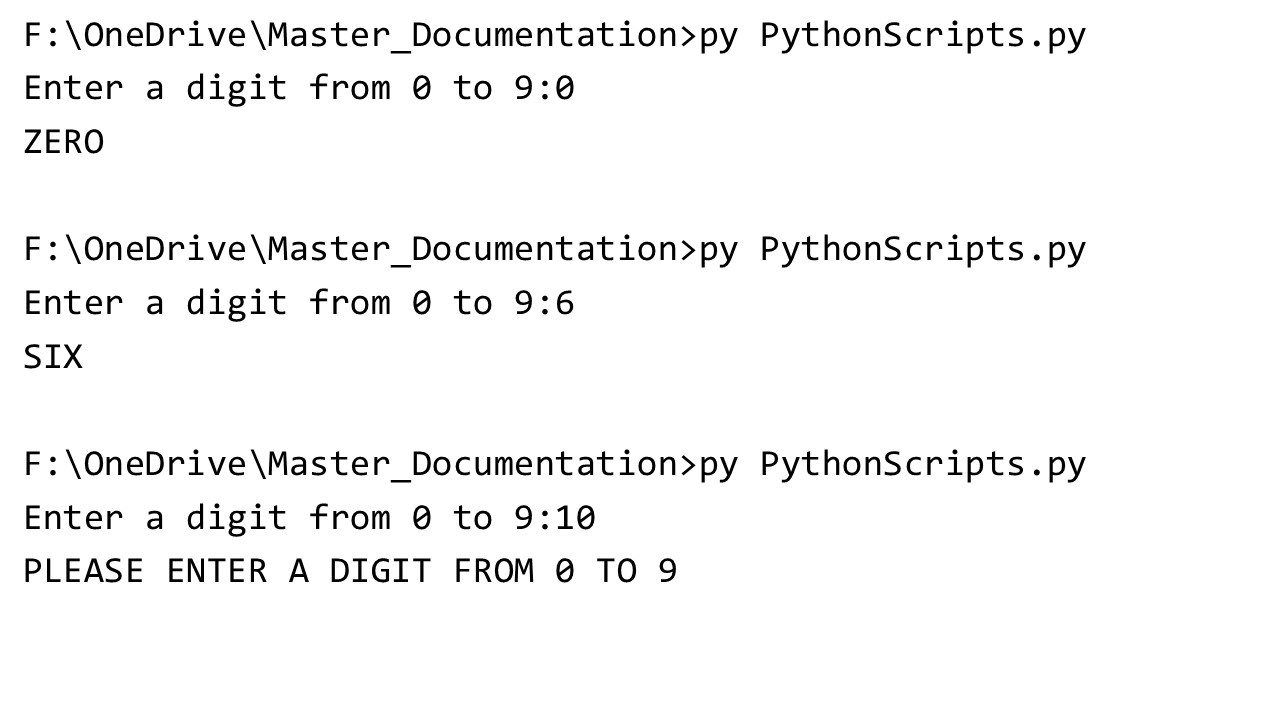 F:\OneDrive\Master_Documentation>py PythonScripts.py
Enter a digit from 0 to 9:0
ZERO
F:\OneDrive\Master_Documentation>py PythonScripts.py
Enter a digit from 0 to 9:6
SIX
F:\OneDrive\Master_Documentation>py PythonScripts.py
Enter a digit from 0 to 9:10
PLEASE ENTER A DIGIT FROM 0 TO 9